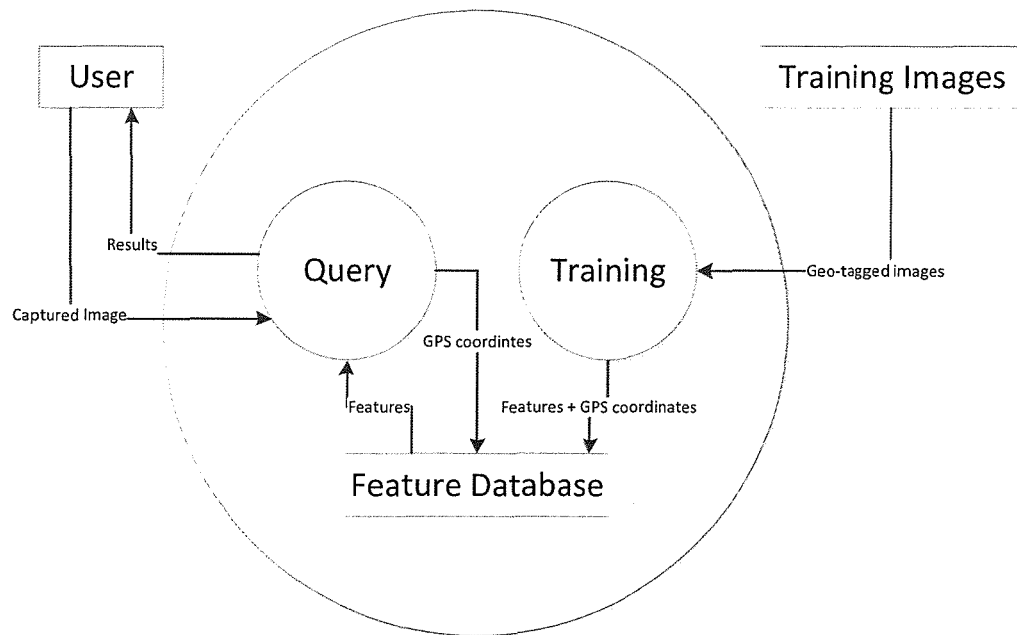 User
Training Images
Results
Query
Training
Geo-tagged images
Captured Image
GPS coordintes
Features
Features + GPS coordinates
Feature Database